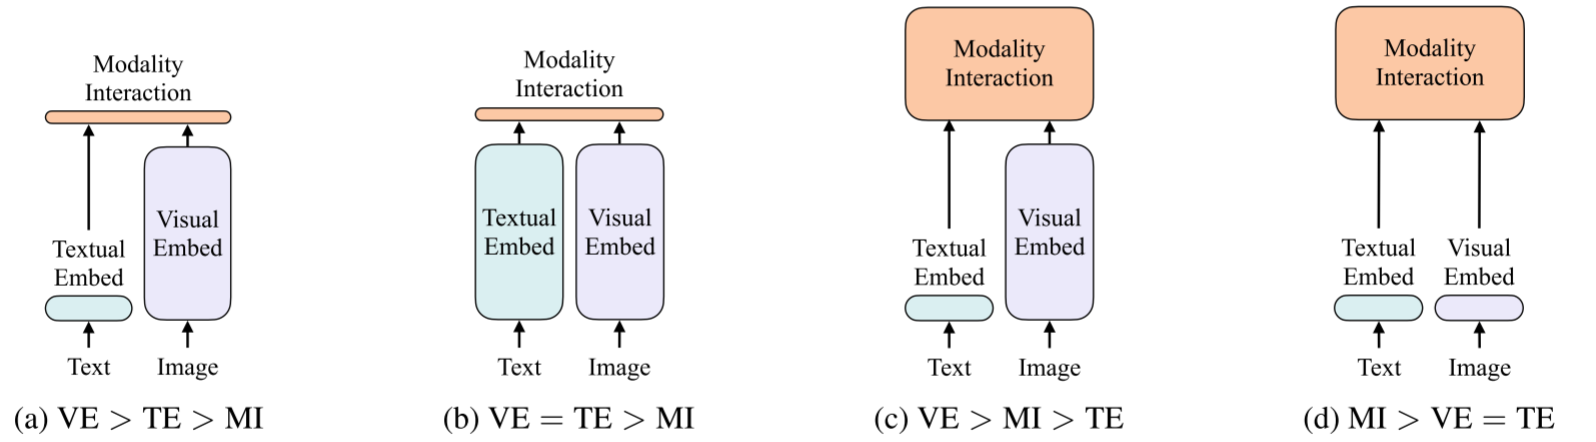 Modality
Interaction
Textual
Embed
Visual
Embed
Text
Image
(a) VE > TE > MI
Modality
Interaction
Textual
Embed
Visual
Embed
Text
Image
(b) VE = TE > MI
Modality
Interaction
Textual
Embed
Visual
Embed
Text
Image
(c) VE > MI > TE
Modality
Interaction
Textual
Embed
Visual
Embed
Text
Image
(d) MI > VE = TE